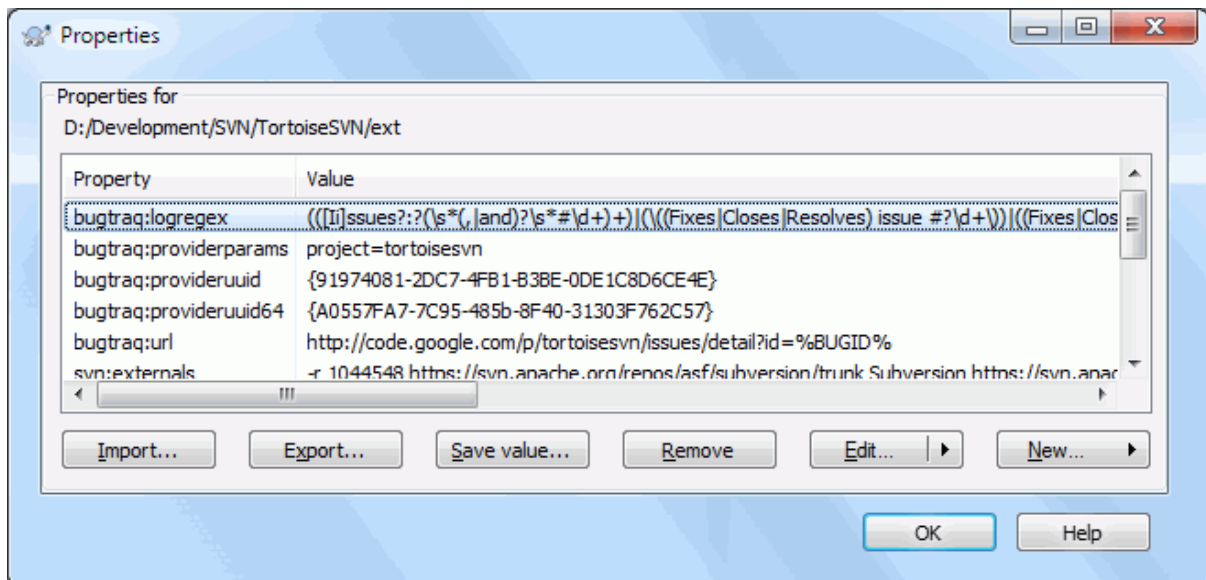 Properties
Properties for
D:/Development/SVN/TortoiseSVN/ext
Property Value
bugtraq:logregex (([Ii]ssues?:?(\s*(,|and)?\s*#\d+)+)|(\((Fixes|Closes|Resolves) issue #?\d+\))|((Fixes|Clos
bugtraq:providerparams project=tortoisesvn
bugtraq:provideruuid {91974081-2DC7-4FB1-B3BE-0DE1C8D6CE4E}
bugtraq:provideruuid64 {A0557FA7-7C95-485b-8F40-31303F762C57}
bugtraq:url http://code.google.com/p/tortoisesvn/issues/detail?id=%BUGID%
svn:externals -r 1044548 https://svn.apache.org/repos/asf/subversion/trunk Subversion https://svn.apac
Import... Export... Save value... Remove Edit... New...
OK Help